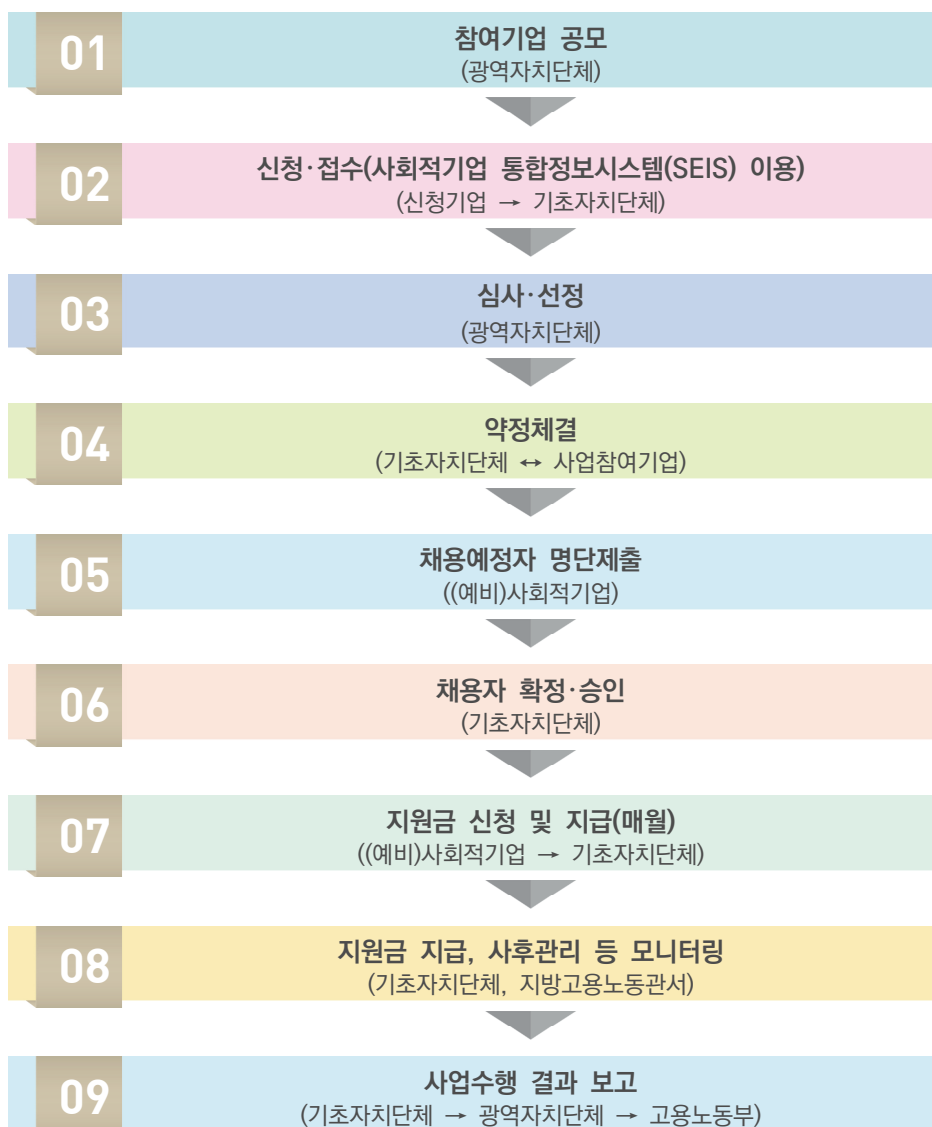 01
참여기업 공모
(광역자치단체)
02
신청·접수(사회적기업 통합정보시스템(SEIS) 이용)
(신청기업 → 기초자치단체)
03
심사·선정
(광역자치단체)
04
약정체결
(기초자치단체 ↔ 사업참여기업)
05
채용예정자 명단제출
((예비)사회적기업)
06
채용자 확정·승인
(기초자치단체)
07
지원금 신청 및 지급(매월)
((예비)사회적기업 → 기초자치단체)
08
지원금 지급, 사후관리 등 모니터링
(기초자치단체, 지방고용노동관서)
09
사업수행 결과 보고
(기초자치단체 → 광역자치단체 → 고용노동부)